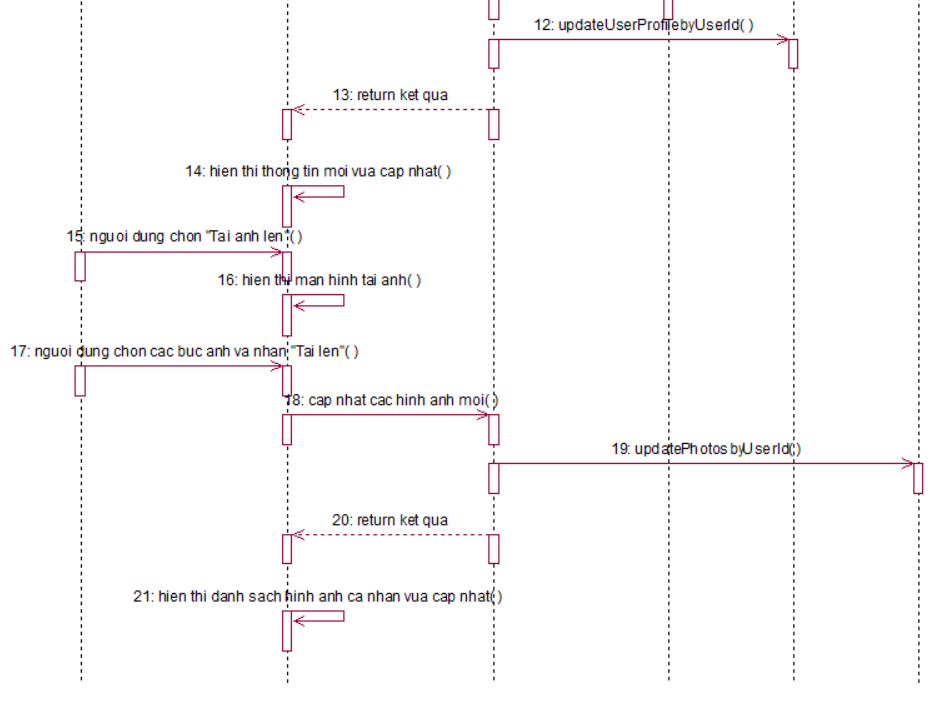 12: updateUserProfilebyUserId( )
13: return ket qua
14: hien thi thong tin moi vua cap nhat( )
15: nguoi dung chon "Tai anh len"( )
16: hien thi man hinh tai anh( )
17: nguoi dung chon cac buc anh va nhan "Tai len"( )
18: cap nhat cac hinh anh moi( )
19: updatePhotosbyUserId( )
20: return ket qua
21: hien thi danh sach hinh anh ca nhan vua cap nhat( )